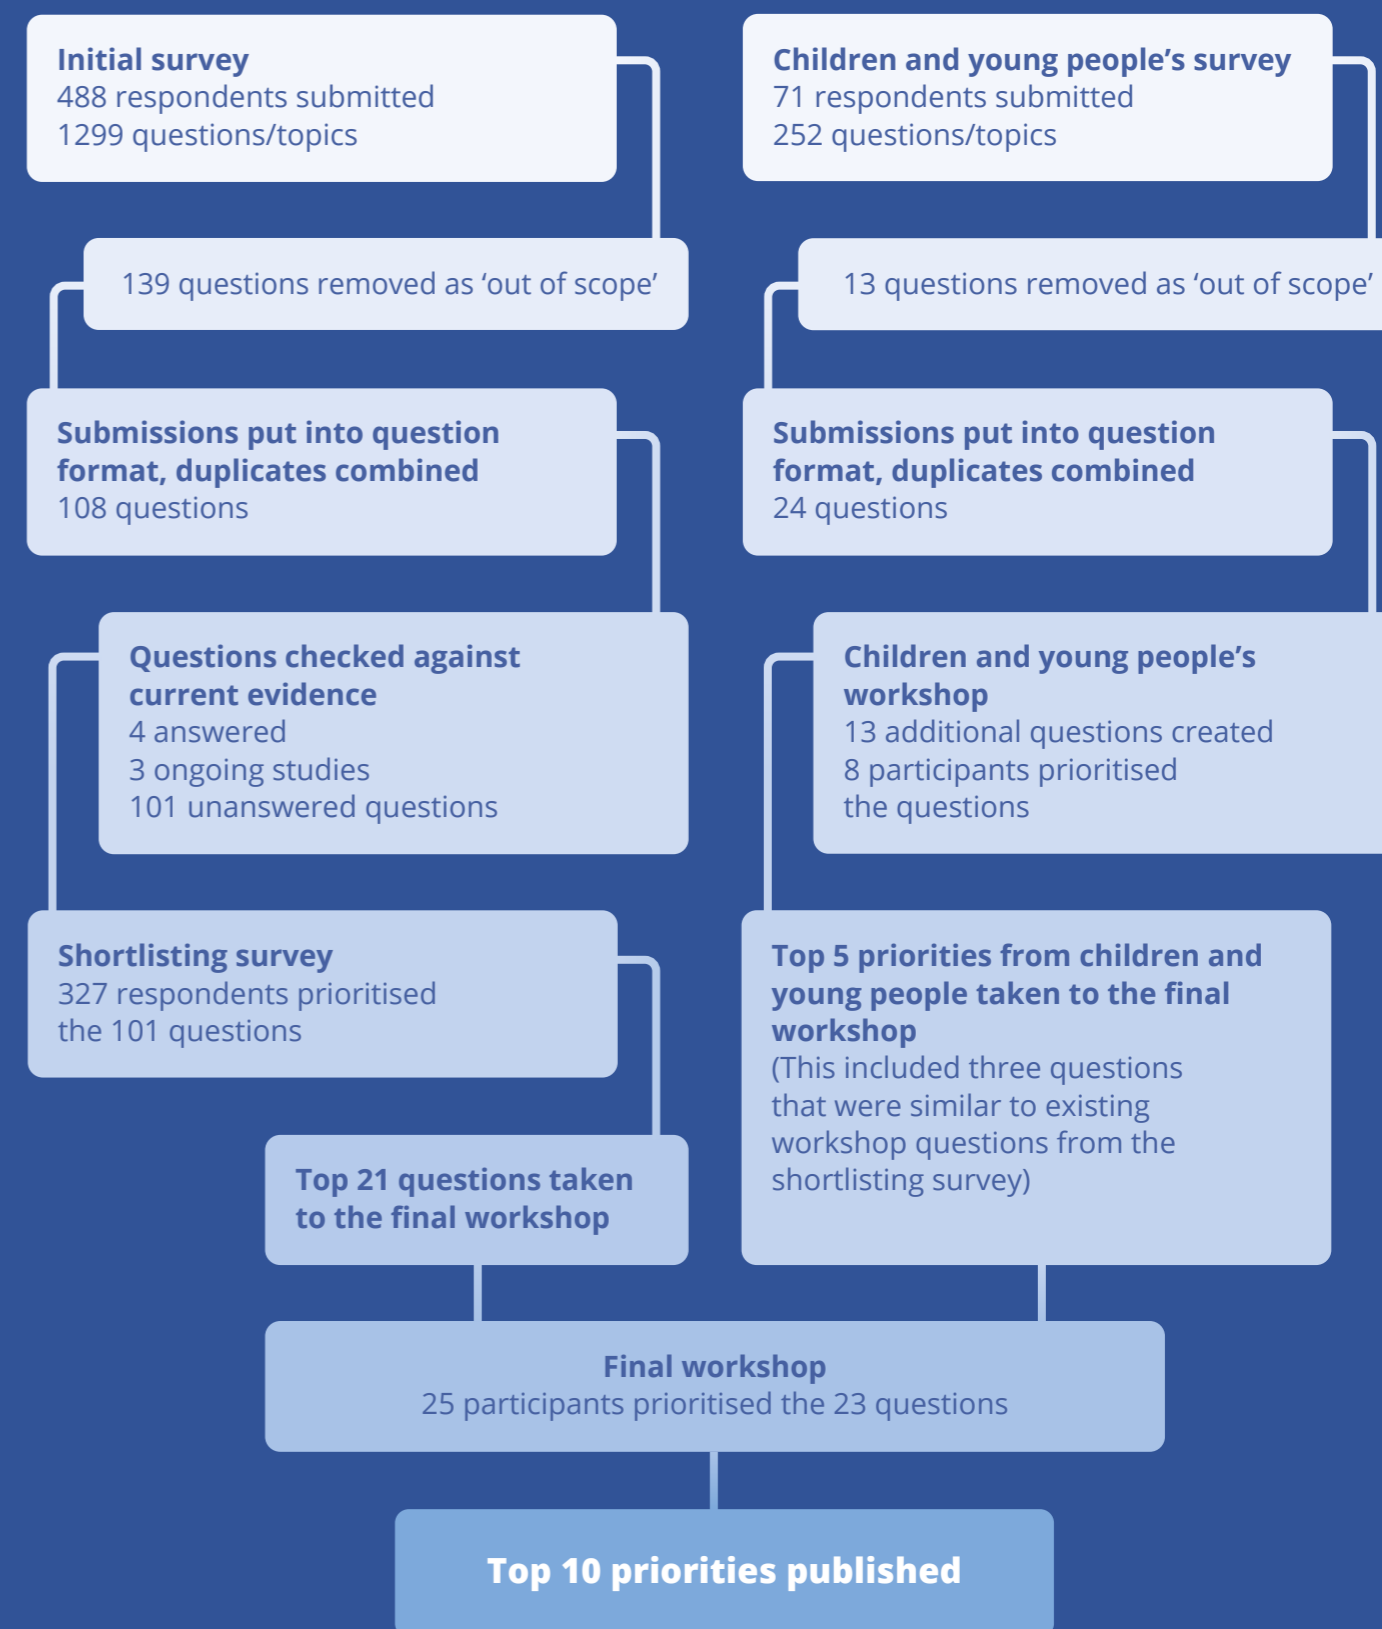 Initial survey
488 respondents submitted
1299 questions/topics
139 questions removed as ‘out of scope’
Submissions put into question
format, duplicates combined
108 questions
Questions checked against
current evidence
4 answered
3 ongoing studies
101 unanswered questions
Shortlisting survey
327 respondents prioritised
the 101 questions
Top 21 questions taken
to the final workshop
Children and young people’s survey
71 respondents submitted
252 questions/topics
13 questions removed as ‘out of scope’
Submissions put into question
format, duplicates combined
24 questions
Children and young people’s
workshop
13 additional questions created
8 participants prioritised
the questions
Top 5 priorities from children and
young people taken to the final
workshop
(This included three questions
that were similar to existing
workshop questions from the
shortlisting survey)
Final workshop
25 participants prioritised the 23 questions
Top 10 priorities published